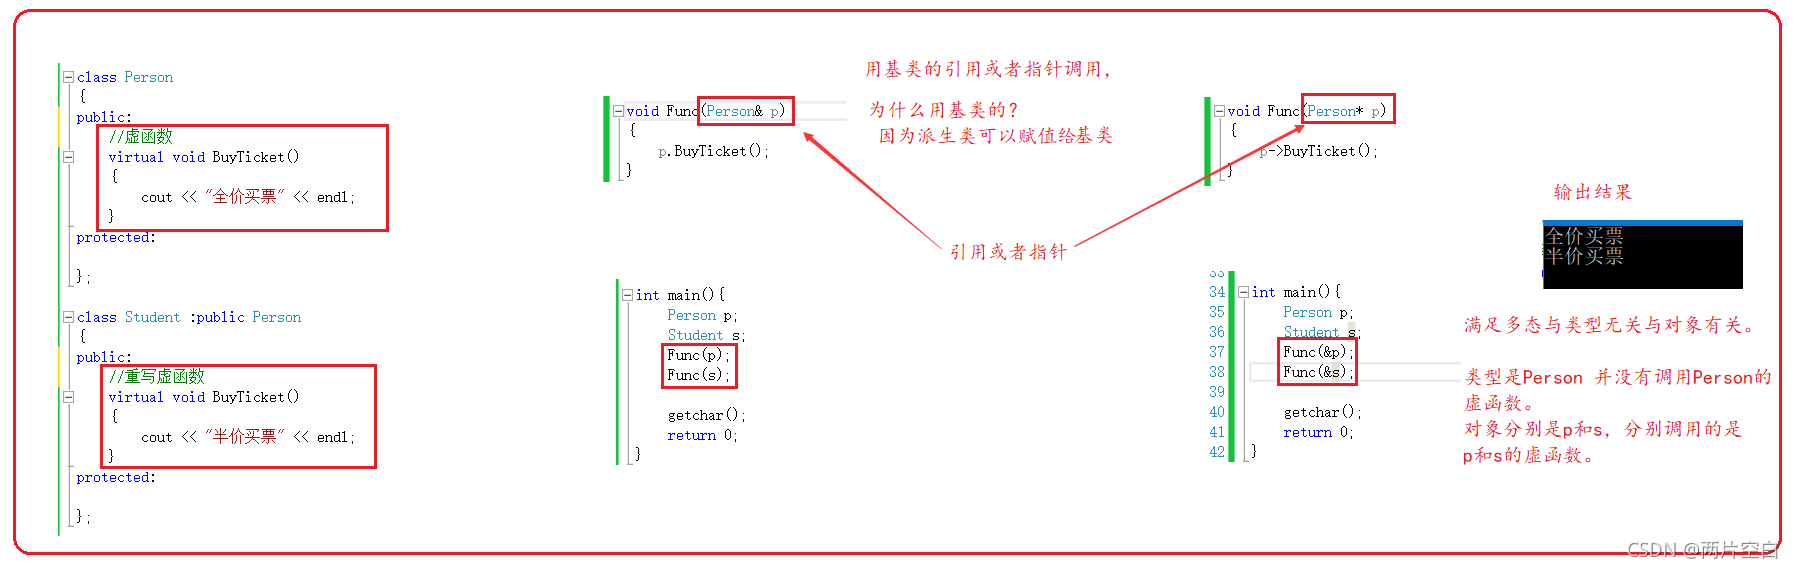 class Person
{
public:
//虚函数
virtual void BuyTicket()
{
cout << "全价买票" << endl;
}
protected:
};
class Student :public Person
{
public:
//重写虚函数
virtual void BuyTicket()
{
cout << "半价买票" << endl;
}
protected:
};
用基类的引用或者指针调用，
为什么用基类的？
因为派生类可以赋值给基类
void Func(Person& p)
{
p.BuyTicket();
}
引用或者指针
int main(){
Person p;
Student s;
Func(p);
Func(s);
getchar();
return 0;
}
void Func(Person* p)
{
p->BuyTicket();
}
33
34 int main(){
35 Person p;
36 Student s;
37 Func(&p);
38 Func(&s);
39
40 getchar();
41 return 0;
42 }
输出结果
全价买票
半价买票
满足多态与类型无关与对象有关。
类型是Person 并没有调用Person的
虚函数。
对象分别是p和s，分别调用的是
p和s的虚函数。
CSDN @两片空白